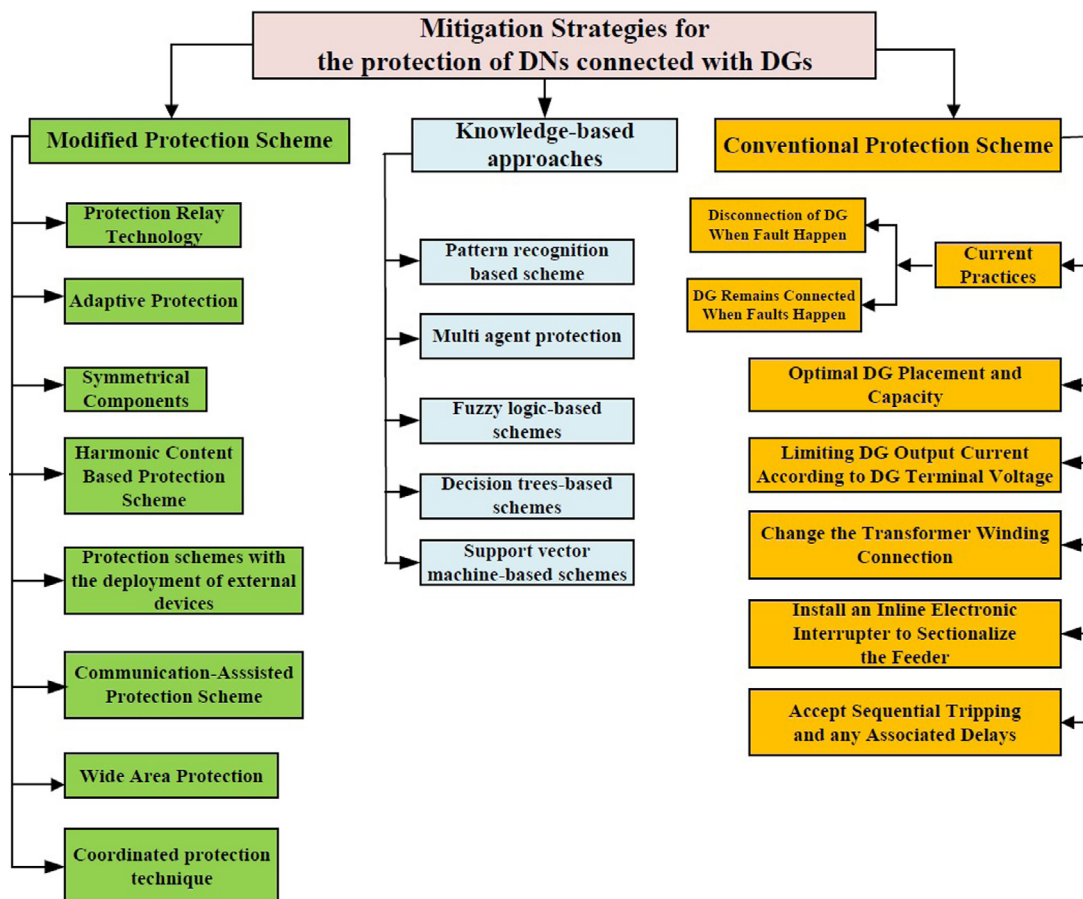 Mitigation Strategies for
the protection of DNs connected with DGs
Modified Protection Scheme
Protection Relay
Technology
Adaptive Protection
Symmetrical
Components
Harmonic Content
Based Protection
Scheme
Protection schemes with
the deployment of external
devices
Communication-Asssisted
Protection Scheme
Wide Area Protection
Coordinated protection
technique
Knowledge-based
approaches
Pattern recognition
based scheme
Multi agent protection
Fuzzy logic-based
schemes
Decision trees-based
schemes
Support vector
machine-based schemes
Conventional Protection Scheme
Disconnection of DG
When Fault Happen
DG Remains Connected
When Faults Happen
Current
Practices
Optimal DG Placement and
Capacity
Limiting DG Output Current
According to DG Terminal Voltage
Change the Transformer Winding
Connection
Install an Inline Electronic
Interrupter to Sectionalize
the Feeder
Accept Sequential Tripping
and any Associated Delays